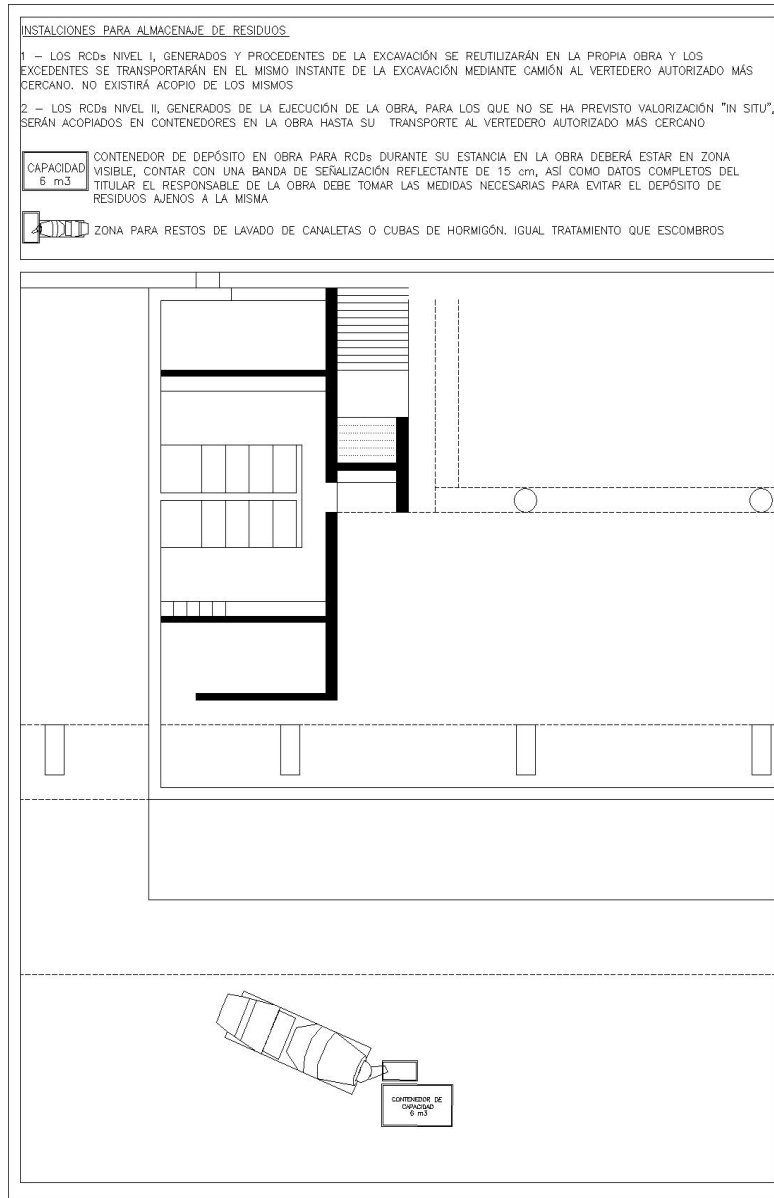 INSTALCIONES PARA ALMACENAJE DE RESIDUOS
1 – LOS RCDs NIVEL I, GENERADOS Y PROCEDENTES DE LA EXCAVACIÓN SE REUTILIZARÁN EN LA PROPIA OBRA Y LOS
EXCEDENTES SE TRANSPORTARÁN EN EL MISMO INSTANTE DE LA EXCAVACIÓN MEDIANTE CAMIÓN AL VERTEDERO AUTORIZADO MÁS
CERCANO. NO EXISTIRÁ ACOPIO DE LOS MISMOS
2 – LOS RCDs NIVEL II, GENERADOS DE LA EJECUCIÓN DE LA OBRA, PARA LOS QUE NO SE HA PREVISTO VALORIZACIÓN "IN SITU",
SERÁN ACOPIADOS EN CONTENEDORES EN LA OBRA HASTA SU TRANSPORTE AL VERTEDERO AUTORIZADO MÁS CERCANO
CAPACIDAD
6 m3
CONTENEDOR DE DEPÓSITO EN OBRA PARA RCDs DURANTE SU ESTANCIA EN LA OBRA DEBERÁ ESTAR EN ZONA
VISIBLE, CONTAR CON UNA BANDA DE SEÑALIZACIÓN REFLECTANTE DE 15 cm, ASÍ COMO DATOS COMPLETOS DEL
TITULAR EL RESPONSABLE DE LA OBRA DEBE TOMAR LAS MEDIDAS NECESARIAS PARA EVITAR EL DEPÓSITO DE
RESIDUOS AJENOS A LA MISMA
ZONA PARA RESTOS DE LAVADO DE CANALETAS O CUBAS DE HORMIGÓN. IGUAL TRATAMIENTO QUE ESCOMBROS
CONTENEDOR DE
CAPACIDAD
6 m3